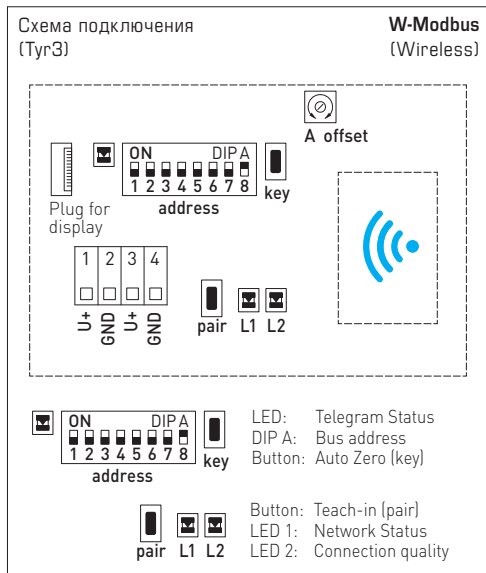 Схема подключения
(Tyr3)
W-Modbus
(Wireless)
A offset
ON DIP A
1 2 3 4 5 6 7 8
address
key
Plug for
display
1 2 3 4
U+ GND U+ GND
pair L1 L2
ON DIP A
1 2 3 4 5 6 7 8
address
key
LED: Telegram Status
DIP A: Bus address
Button: Auto Zero (key)
pair L1 L2
Button: Teach-in (pair)
LED 1: Network Status
LED 2: Connection quality